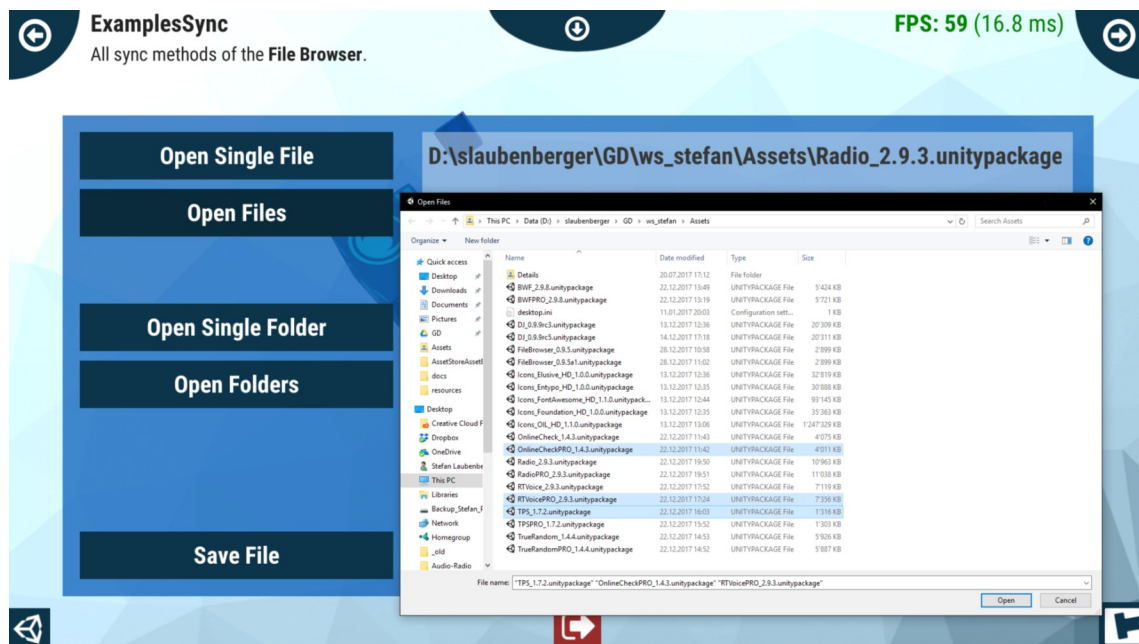 ExamplesSync
FPS: 59 (16.8 ms)
All sync methods of the File Browser.
Open Single File
D:\slaubenberger\GD\ws_stefan\Assets\Radio_2.9.3.unitypackage
Open Files
Open Single Folder
Open Folders
Save File
Open Files
This PC > Data (D:) > slaubenberger > GD > ws_stefan > Assets
Search Assets
Organize New folder
Quick access
Desktop
Downloads
Documents
Pictures
GD
Assets
AssetStoreAssetE
docs
resources
Desktop
Creative Cloud F
Dropbox
OneDrive
Stefan Laubenbe
This PC
Libraries
Backup_Stefan_F
Network
Homegroup
_old
Audio-Radio
Name Date modified Type Size
Details 20.07.2017 17:12 File folder
BWF_2.9.8.unitypackage 22.12.2017 13:49 UNITYPACKAGE File 5'424 KB
BWFPRO_2.9.8.unitypackage 22.12.2017 13:19 UNITYPACKAGE File 5'721 KB
desktop.ini 11.01.2017 20:03 Configuration sett... 1 KB
DJ_0.9.9rc3.unitypackage 13.12.2017 12:36 UNITYPACKAGE File 20'309 KB
DJ_0.9.9rc5.unitypackage 14.12.2017 17:18 UNITYPACKAGE File 20'311 KB
FileBrowser_0.9.5.unitypackage 28.12.2017 10:58 UNITYPACKAGE File 2'899 KB
FileBrowser_0.9.5a1.unitypackage 28.12.2017 11:02 UNITYPACKAGE File 2'899 KB
Icons_Elusive_HD_1.0.0.unitypackage 13.12.2017 12:36 UNITYPACKAGE File 32'819 KB
Icons_Entypo_HD_1.0.0.unitypackage 13.12.2017 12:35 UNITYPACKAGE File 30'888 KB
Icons_FontAwesome_HD_1.1.0.unitypack... 13.12.2017 12:44 UNITYPACKAGE File 93'145 KB
Icons_Foundation_HD_1.0.0.unitypackage 13.12.2017 12:35 UNITYPACKAGE File 35'363 KB
Icons_OIL_HD_1.1.0.unitypackage 13.12.2017 13:06 UNITYPACKAGE File 1'247'329 KB
OnlineCheck_1.4.3.unitypackage 22.12.2017 11:43 UNITYPACKAGE File 4'075 KB
OnlineCheckPRO_1.4.3.unitypackage 22.12.2017 11:42 UNITYPACKAGE File 4'011 KB
Radio_2.9.3.unitypackage 22.12.2017 19:50 UNITYPACKAGE File 10'963 KB
RadioPRO_2.9.3.unitypackage 22.12.2017 19:51 UNITYPACKAGE File 11'038 KB
RTVoice_2.9.3.unitypackage 22.12.2017 17:52 UNITYPACKAGE File 7'119 KB
RTVoicePRO_2.9.3.unitypackage 22.12.2017 17:24 UNITYPACKAGE File 7'356 KB
TPS_1.7.2.unitypackage 22.12.2017 16:03 UNITYPACKAGE File 1'316 KB
TPSPRO_1.7.2.unitypackage 22.12.2017 15:52 UNITYPACKAGE File 1'303 KB
TrueRandom_1.4.4.unitypackage 22.12.2017 14:53 UNITYPACKAGE File 5'926 KB
TrueRandomPRO_1.4.4.unitypackage 22.12.2017 14:52 UNITYPACKAGE File 5'887 KB
File name: "TPS_1.7.2.unitypackage" "OnlineCheckPRO_1.4.3.unitypackage" "RTVoicePRO_2.9.3.unitypackage"
Open Cancel